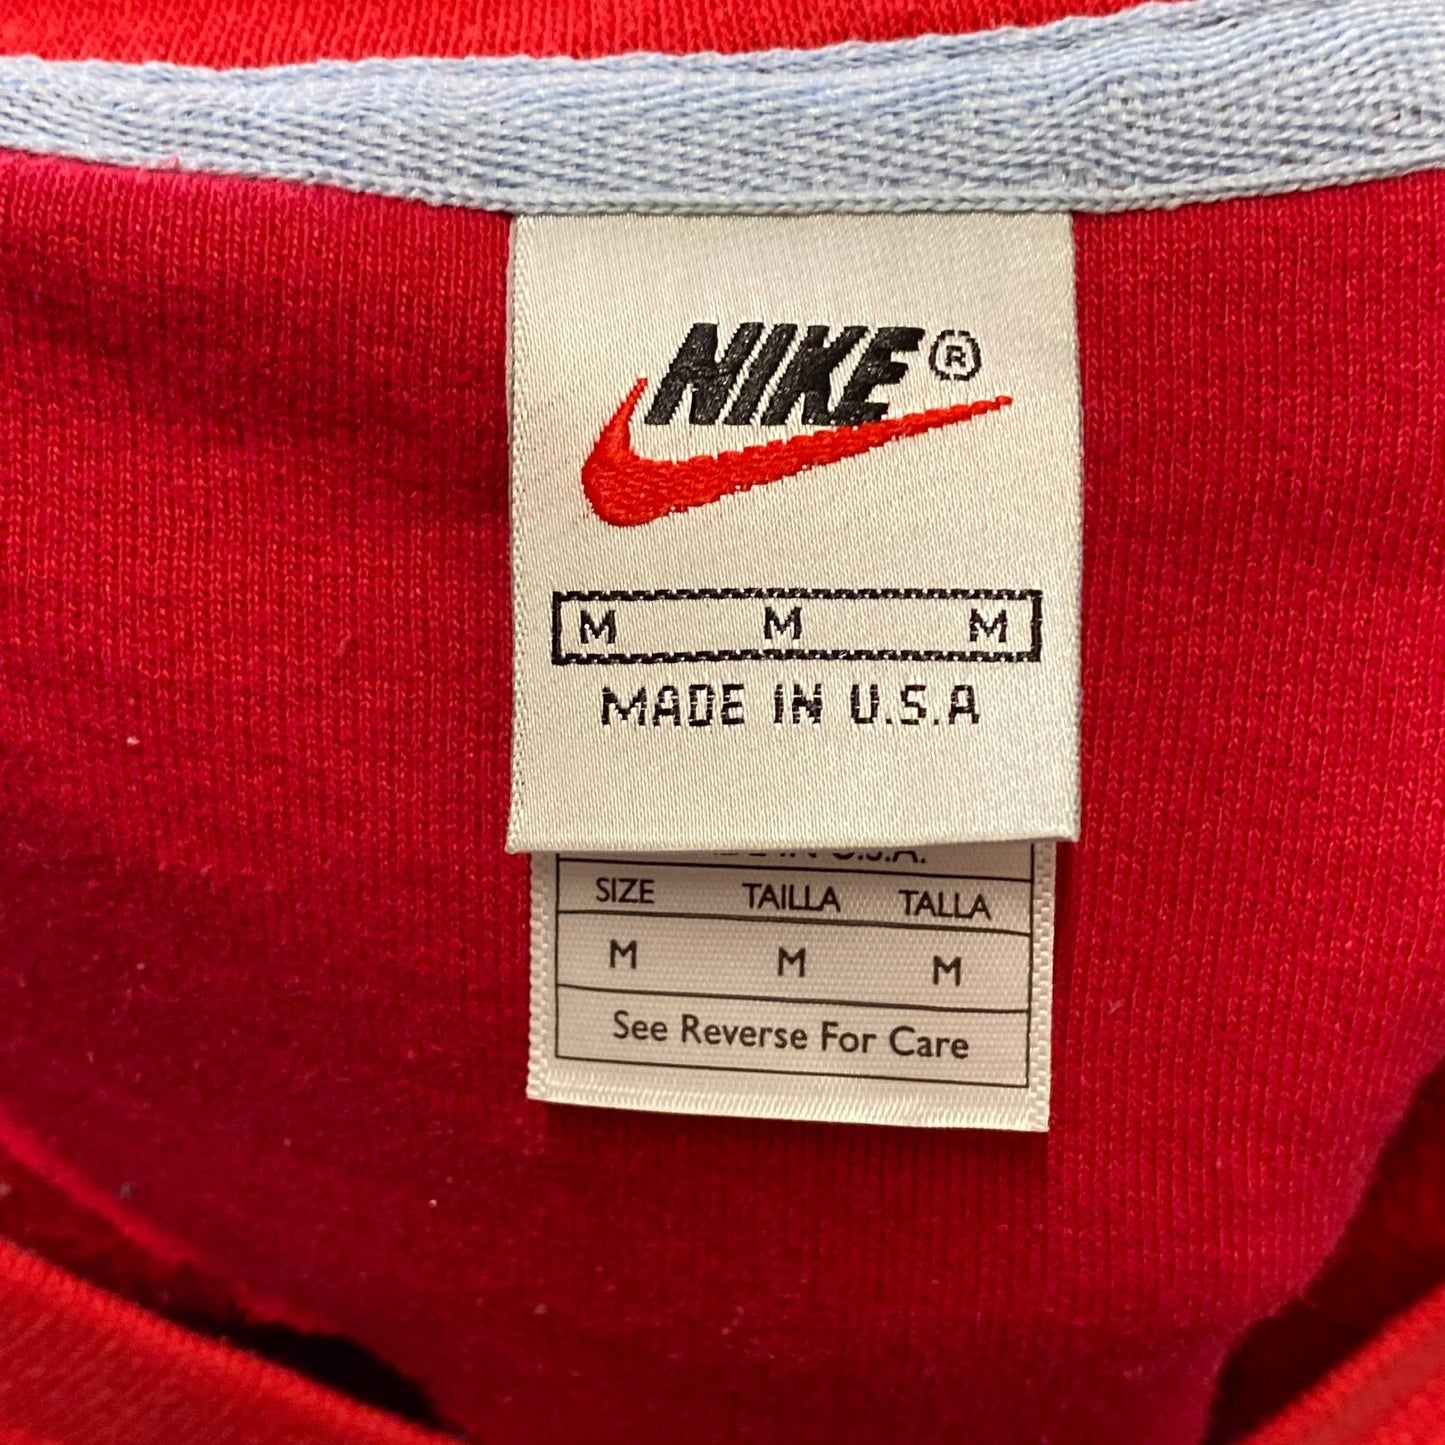 NIKE®
M M M
MADE IN U.S.A
U.S.A.
SIZE TAILLA TALLA
M M M
See Reverse For Care